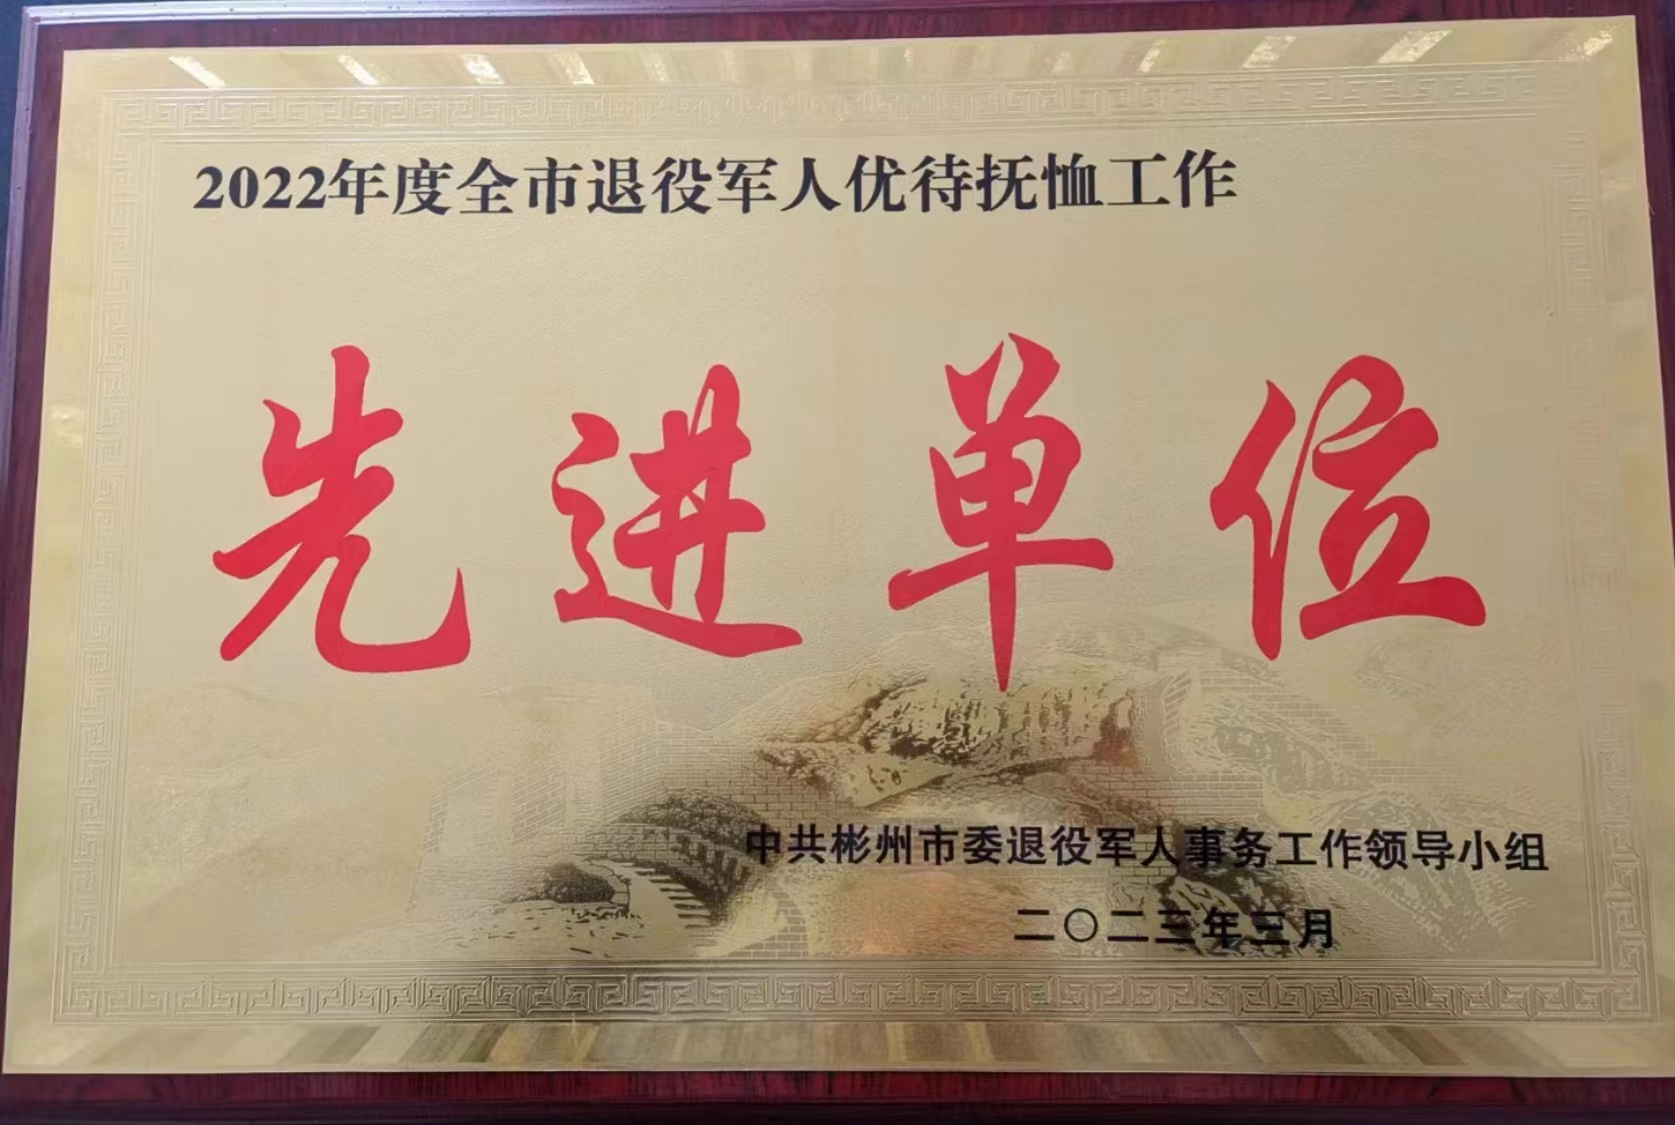 2022年度全市退役军人优待抚恤工作
先进单位
中共彬州市委退役军人事务工作领导小组
二〇二三年三月